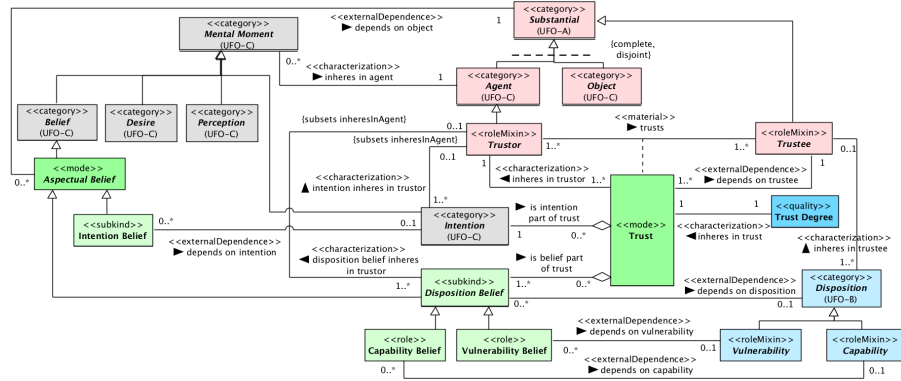 <<category>>
Substantial
(UFO-A)
<<externalDependence>>
► depends on object
1
<<category>>
Mental Moment
(UFO-C)
0..*
{complete,
disjoint}
<<characterization>>
► inheres in agent
1
<<category>>
Agent
(UFO-C)
<<category>>
Object
(UFO-C)
<<category>>
Belief
(UFO-C)
<<category>>
Desire
(UFO-C)
<<category>>
Perception
(UFO-C)
{subsets inheresInAgent}
0..1
{subsets inheresInAgent}
0..1
<<roleMixin>>
Trustor
1..*
1
<<material>>
► trusts
1..*
<<roleMixin>>
Trustee
0..1
1
<<mode>>
Aspectual Belief
0..*
<<characterization>>
▲ intention inheres in
trustor
1..*
<<characterization>>
◄ inheres in trustor
1..*
1..*
<<externalDependence>>
► depends on trustee
<<subkind>>
Intention Belief
0..*
0..1
<<externalDependence>>
► depends on intention
<<category>>
Intention
(UFO-C)
► is intention
part of trust
1
0..*
<<mode>>
Trust
1
1
<<characterization>>
◄ inheres in trust
<<quality>>
Trust Degree
<<characterization>>
▲ inheres in trustee
1..*
<<characterization>>
◄ disposition belief inheres
in trustor
1..*
► is belief part
of trust
1..*
0..*
<<subkind>>
Disposition Belief
0..*
<<externalDependence>>
► depends on disposition
0..1
<<category>>
Disposition
(UFO-B)
<<role>>
Capability Belief
0..*
<<role>>
Vulnerability Belief
0..*
<<externalDependence>>
► depends on vulnerability
0..1
<<externalDependence>>
► depends on capability
<<roleMixin>>
Vulnerability
<<roleMixin>>
Capability
0..1